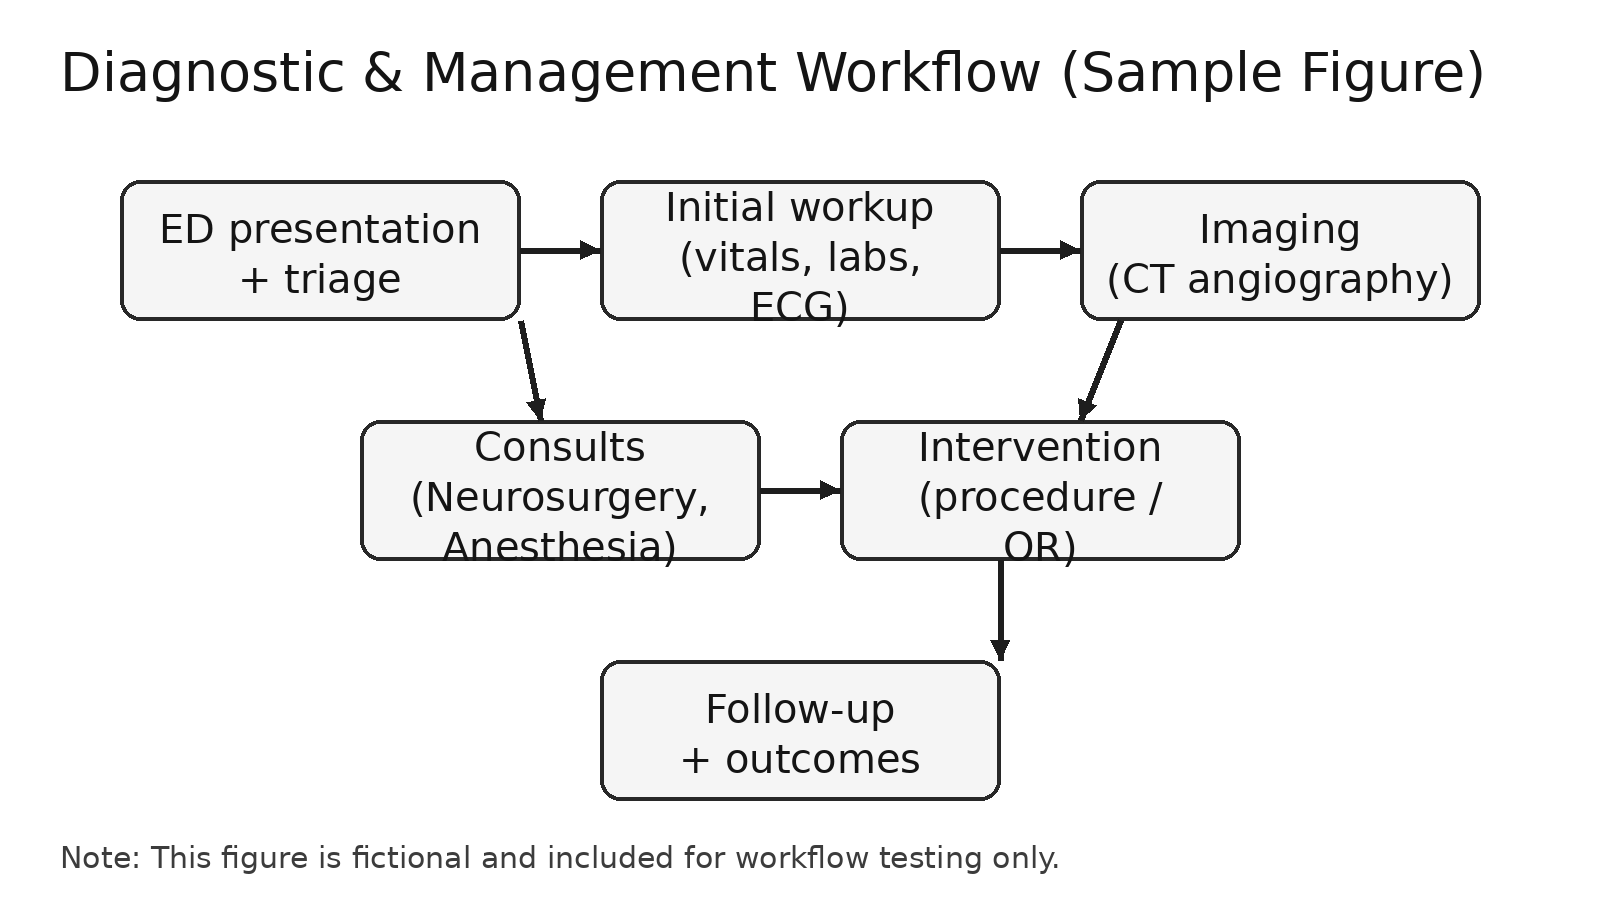 Diagnostic & Management Workflow (Sample Figure)
ED presentation
+ triage
Initial workup
(vitals, labs,
ECG)
Imaging
(CT angiography)
Consults
(Neurosurgery,
Anesthesia)
Intervention
(procedure /
OR)
Follow-up
+ outcomes
Note: This figure is fictional and included for workflow testing only.